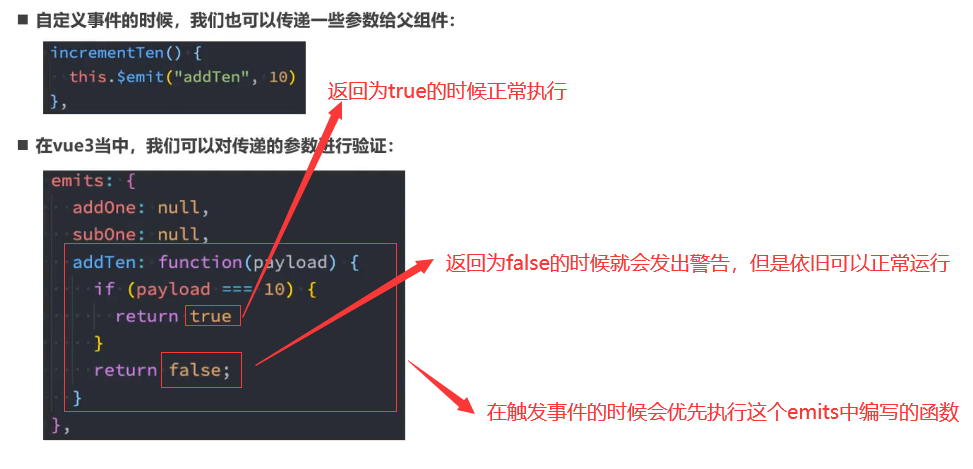 ■ 自定义事件的时候，我们也可以传递一些参数给父组件：
incrementTen() {
this.$emit("addTen", 10)
},
返回为true的时候正常执行
■ 在vue3当中，我们可以对传递的参数进行验证：
emits: {
addOne: null,
subOne: null,
addTen: function(payload) {
返回为false的时候就会发出警告，但是依旧可以正常运行
if (payload === 10) {
return true
}
return false;
}
在触发事件的时候会优先执行这个emits中编写的函数
},